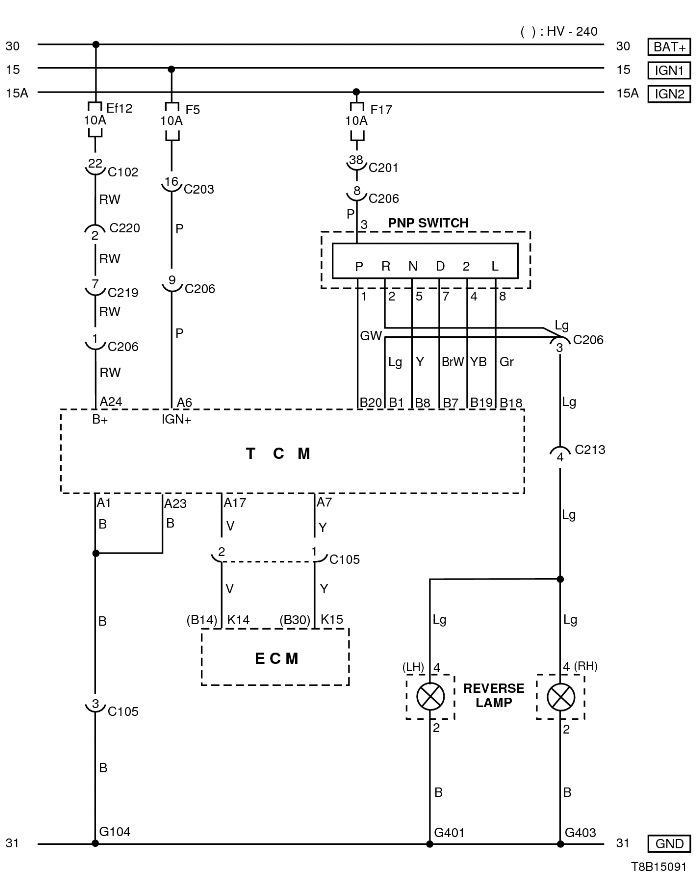 ( ) : HV - 240
30 30 BAT+
15 15 IGN1
15A 15A IGN2
Ef12 F5 F17
10A 10A 10A
22 C102 38 C201
16 C203
RW 8 C206
P 3 PNP SWITCH
2 C220 P
RW P R N D 2 L
7 C219 9 C206
1 2 5 7 4 8
RW Lg
P GW 3 C206
1 C206
Lg Y BrW YB Gr
RW
A24 A6 B20 B1 B8 B7 B19 B18 Lg
B+ IGN+
T C M
4 C213
A1 A23 A17 A7
B B V Y Lg
2 1 C105
V Y
B (B14) K14 (B30) K15 Lg Lg
E C M
(LH) 4 4 (RH)
REVERSE
LAMP
3 C105
2 2
B B B
G104 G401 G403
31 31 GND
T8B15091